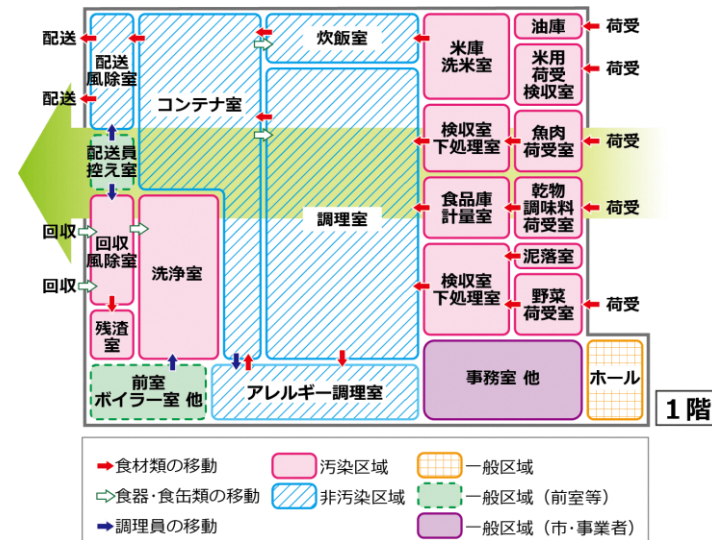 配送
配送
回収
回収
配送
風除室
配送員
控え室
回収
風除室
残渣
室
コンテナ室
洗浄室
前室
ボイラー室 他
炊飯室
調理室
アレルギー調理室
米庫
洗米室
検収室
下処理室
食品庫
計量室
検収室
下処理室
事務室 他
油庫
米用
荷受
検収室
魚肉
荷受室
乾物
調味料
荷受室
泥落室
野菜
荷受室
ホール
荷受
荷受
荷受
荷受
荷受
1階
食材類の移動
食器・食缶類の移動
調理員の移動
汚染区域
非汚染区域
一般区域
一般区域（前室等）
一般区域（市・事業者）